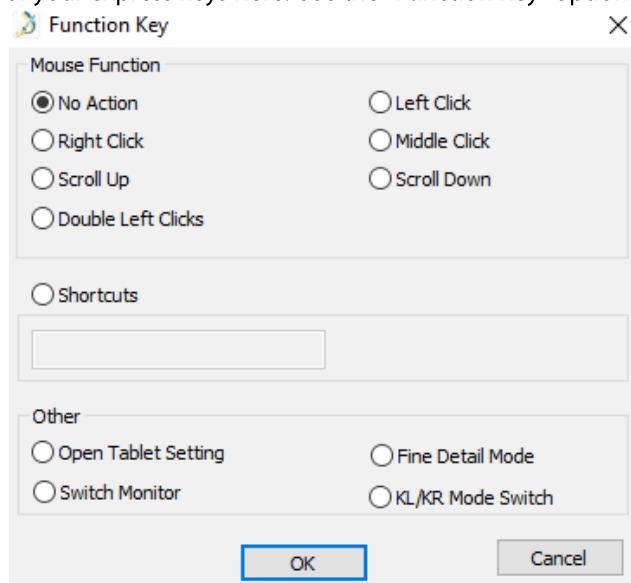 Function Key
Mouse Function
No Action
Left Click
Right Click
Middle Click
Scroll Up
Scroll Down
Double Left Clicks
Shortcuts
Other
Open Tablet Setting
Fine Detail Mode
Switch Monitor
KL/KR Mode Switch
OK
Cancel